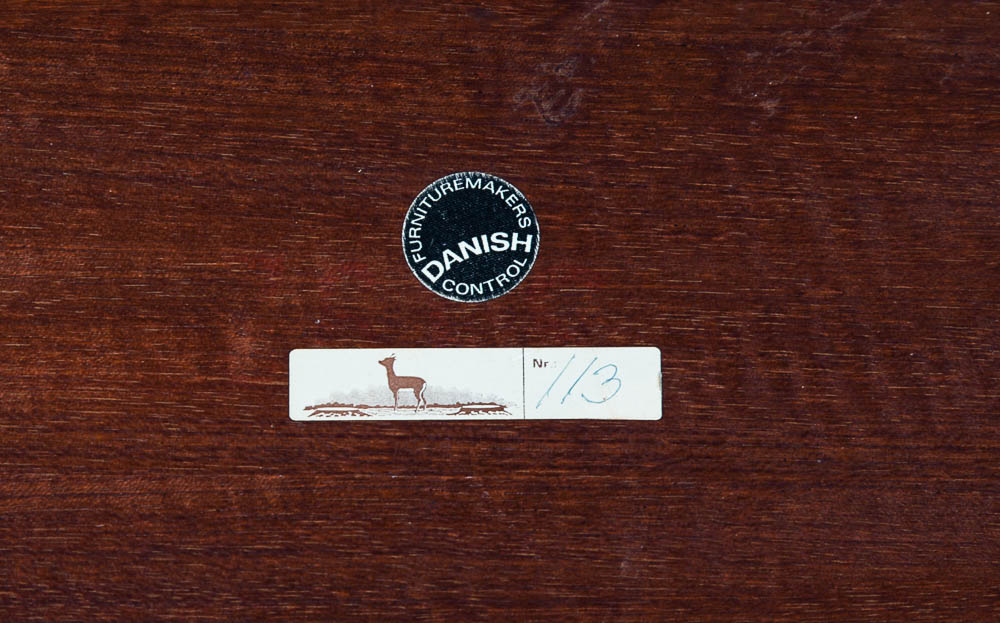 FURNITUREMAKERS
DANISH
CONTROL
Nr. 113